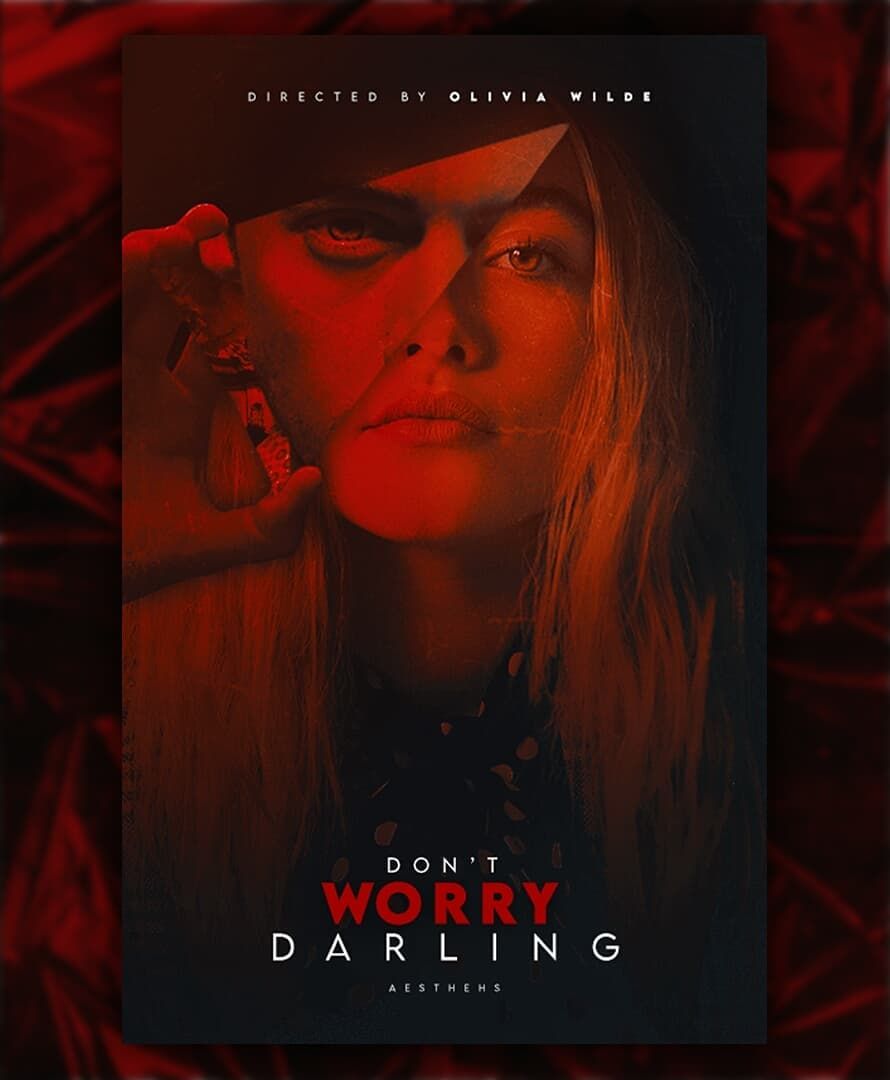 DIRECTED BY OLIVIA WILDE
DON'T
WORRY
DARLING
AESTHEHS